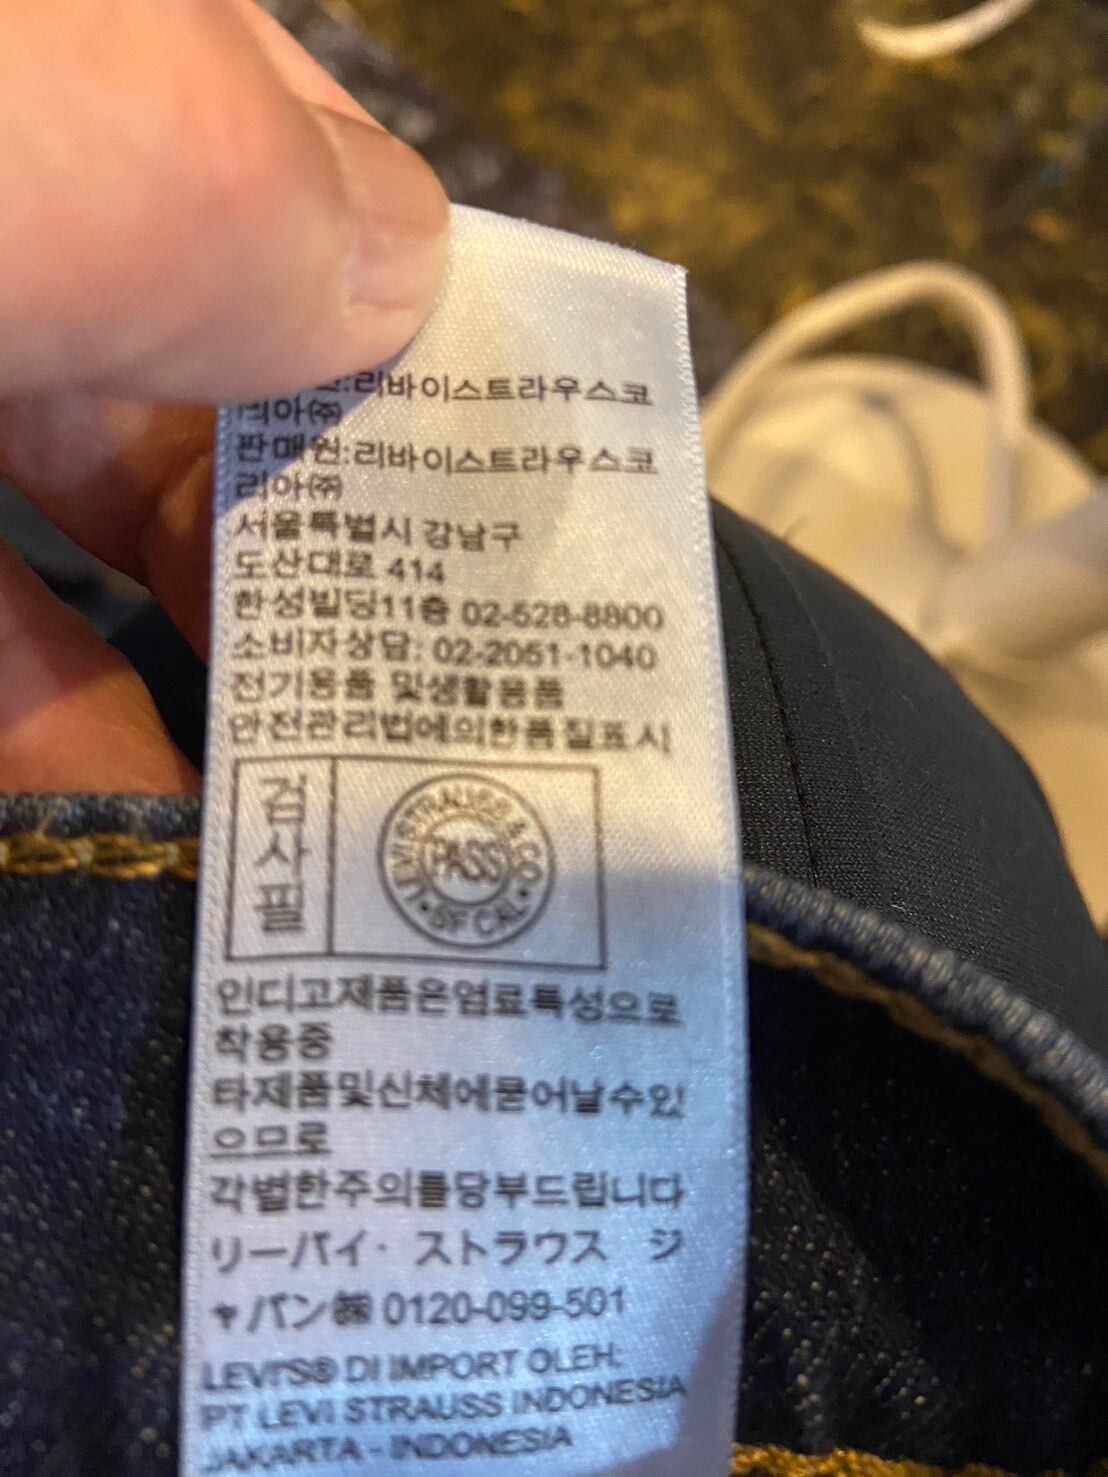 :리바이스트라우스코
리아㈜
판매원:리바이스트라우스코
리아㈜
서울특별시 강남구
도산대로 414
한성빌딩11층 02-528-8800
소비자상담: 02-2051-1040
전기용품 및생활용품
안전관리법에의한품질표시
검
사
필
LEVI STRAUSS & CO
PASS
OF CAL
인디고제품은염료특성으로
착용중
타제품및신체에묻어날수있
으므로
각별한주의를당부드립니다
リーバイ・ストラウス ジ
ャパン㈱ 0120-099-501
LEVI'S® DI IMPORT OLEH:
PT LEVI STRAUSS INDONESIA
JAKARTA - INDONESIA